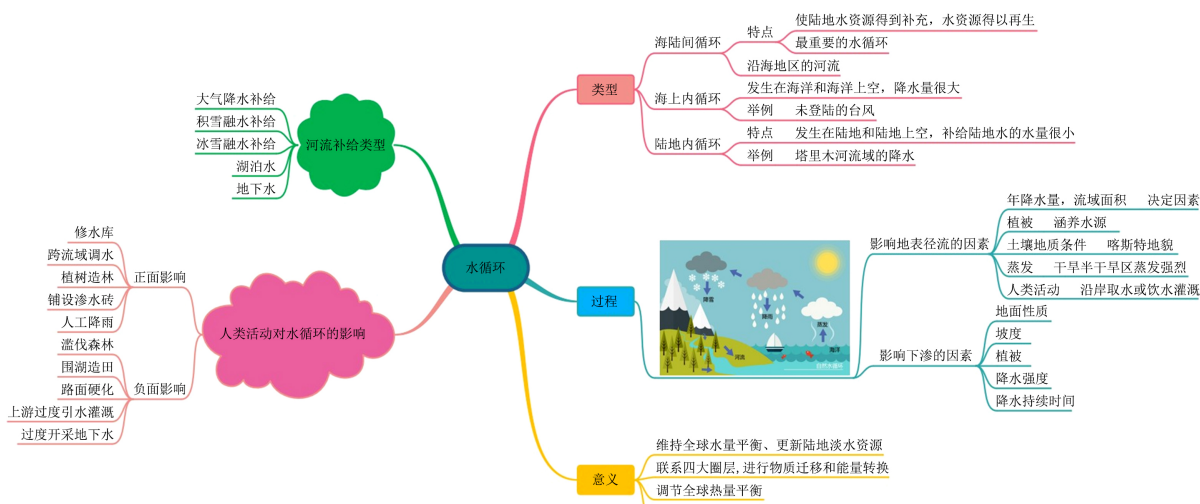 水循环
类型
海陆间循环
特点
使陆地水资源得到补充，水资源得以再生
最重要的水循环
沿海地区的河流
海上内循环
发生在海洋和海洋上空，降水量很大
举例 未登陆的台风
陆地内循环
特点 发生在陆地和陆地上空，补给陆地水的水量很小
举例 塔里木河流域的降水
过程
降雪
降雨
蒸发
河流
海洋
自然水循环
影响地表径流的因素
年降水量，流域面积 决定因素
植被 涵养水源
土壤地质条件 喀斯特地貌
蒸发 干旱半干旱区蒸发强烈
人类活动 沿岸取水或饮水灌溉
影响下渗的因素
地面性质
坡度
植被
降水强度
降水持续时间
意义
维持全球水量平衡、更新陆地淡水资源
联系四大圈层,进行物质迁移和能量转换
调节全球热量平衡
河流补给类型
大气降水补给
积雪融水补给
冰雪融水补给
湖泊水
地下水
人类活动对水循环的影响
正面影响
修水库
跨流域调水
植树造林
铺设渗水砖
人工降雨
负面影响
滥伐森林
围湖造田
路面硬化
上游过度引水灌溉
过度开采地下水